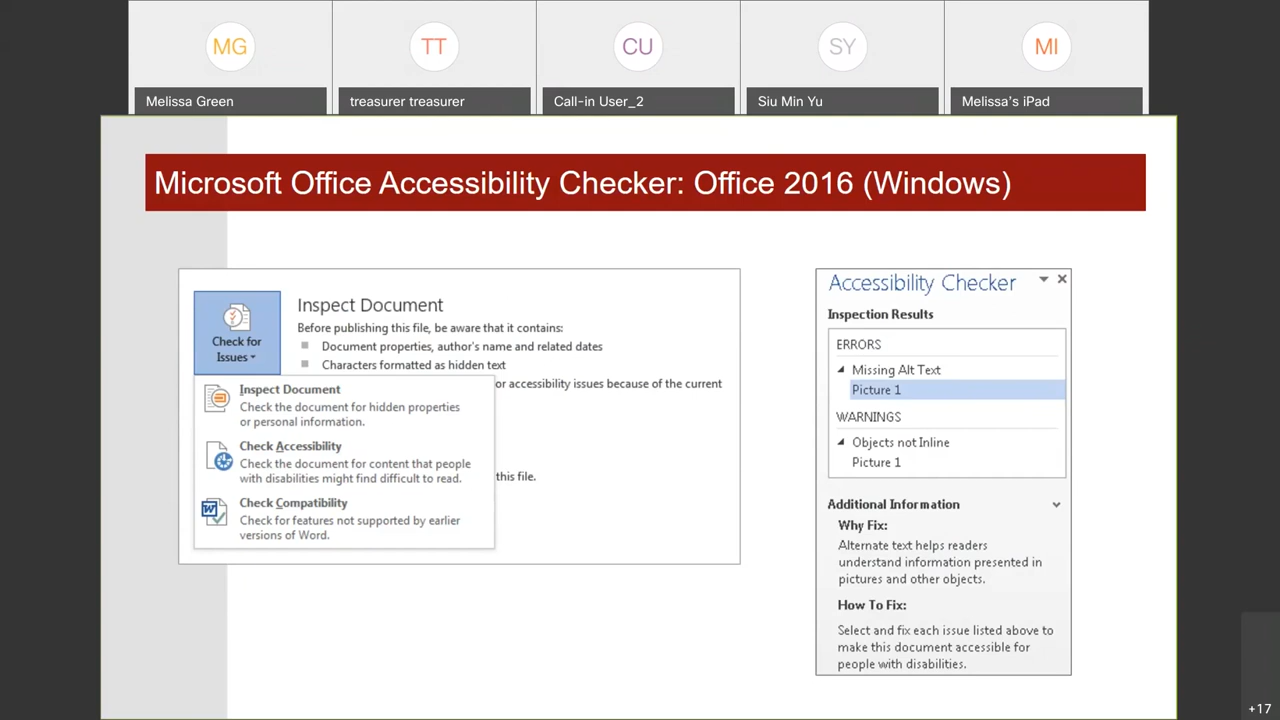 MG
TT
CU
SY
MI
Melissa Green
treasurer treasurer
Call-in User_2
Siu Min Yu
Melissa's iPad
Microsoft Office Accessibility Checker: Office 2016 (Windows)
Check for
Issues
Inspect Document
Before publishing this file, be aware that it contains:
Document properties, author's name and related dates
Characters formatted as hidden text
or accessibility issues because of the current
Inspect Document
Check the document for hidden properties
or personal information.
Check Accessibility
Check the document for content that people
with disabilities might find difficult to read.
this file.
Check Compatibility
Check for features not supported by earlier
versions of Word.
Accessibility Checker
Inspection Results
ERRORS
Missing Alt Text
Picture 1
WARNINGS
Objects not Inline
Picture 1
Additional Information
Why Fix:
Alternate text helps readers
understand information presented in
pictures and other objects.
How To Fix:
Select and fix each issue listed above to
make this document accessible for
people with disabilities.
+17